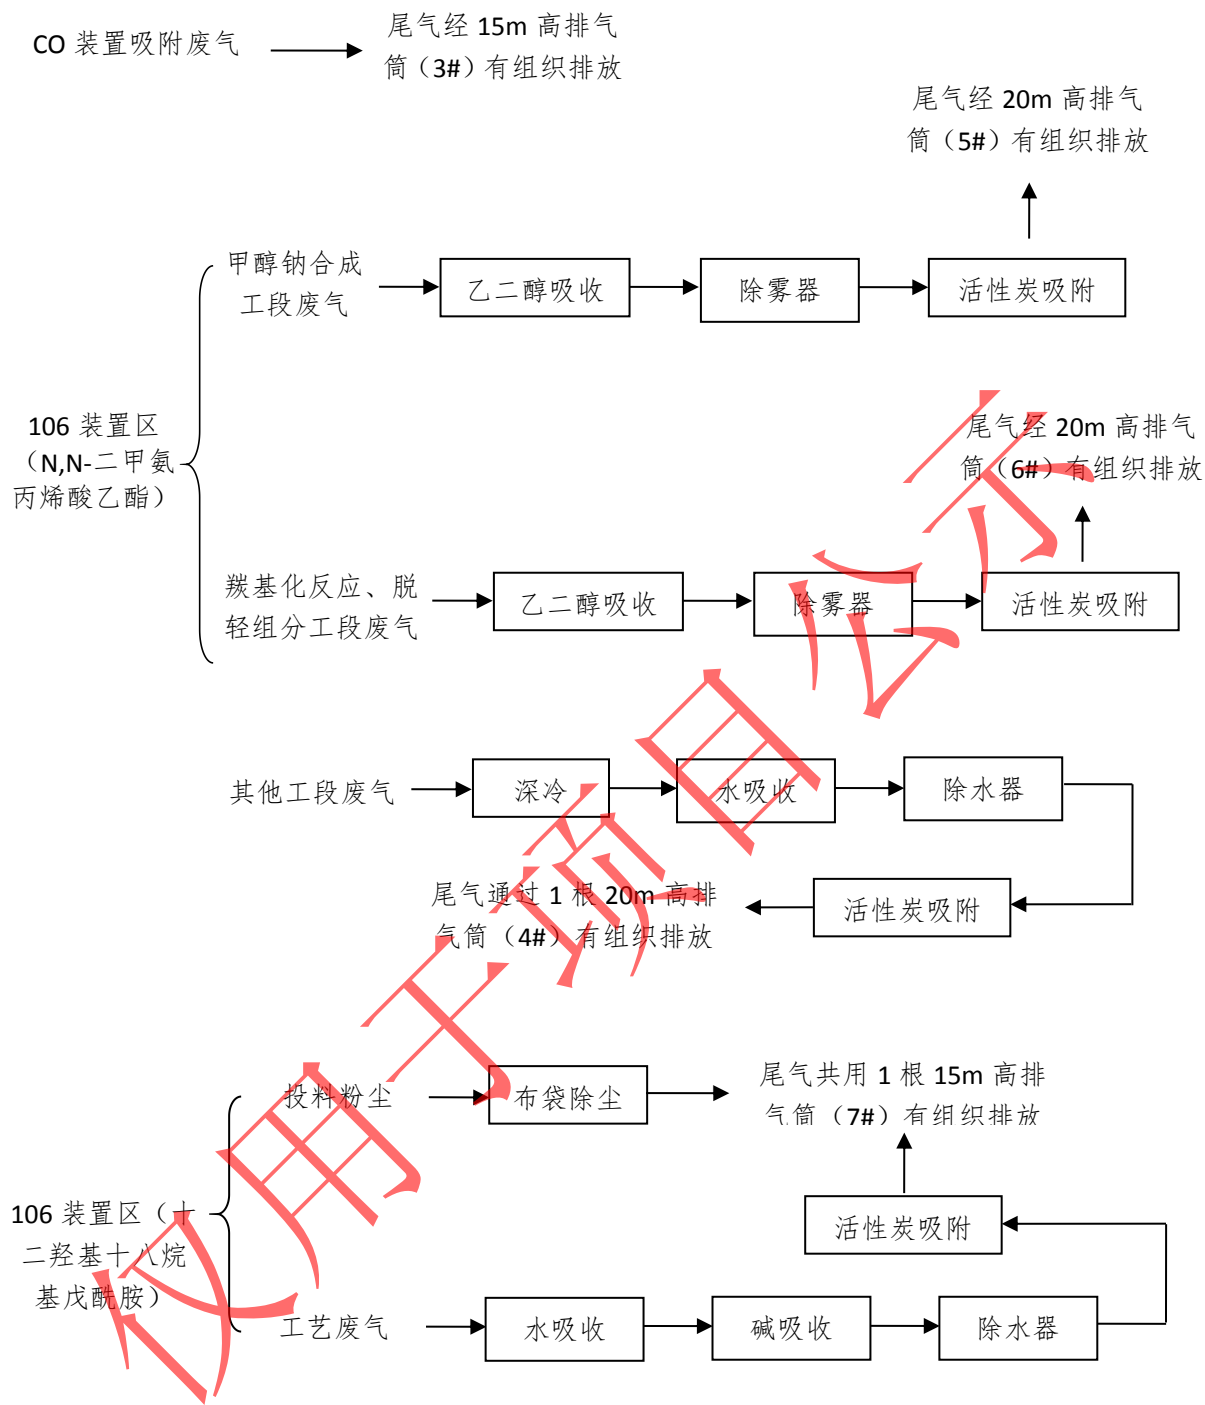 CO 装置吸附废气
尾气经 15m 高排气
筒（3#）有组织排放
尾气经 20m 高排气
筒（5#）有组织排放
甲醇钠合成
工段废气
乙二醇吸收
除雾器
活性炭吸附
106 装置区
（N,N-二甲氨
丙烯酸乙酯）
尾气经 20m 高排气
筒（6#）有组织排放
羰基化反应、脱
轻组分工段废气
乙二醇吸收
除雾器
活性炭吸附
其他工段废气
深冷
水吸收
除水器
尾气通过 1 根 20m 高排
气筒（4#）有组织排放
活性炭吸附
投料粉尘
布袋除尘
尾气共用 1 根 15m 高排
气筒（7#）有组织排放
106 装置区（十
二羟基十八烷
基戊酰胺）
活性炭吸附
工艺废气
水吸收
碱吸收
除水器
仅用于项目公示